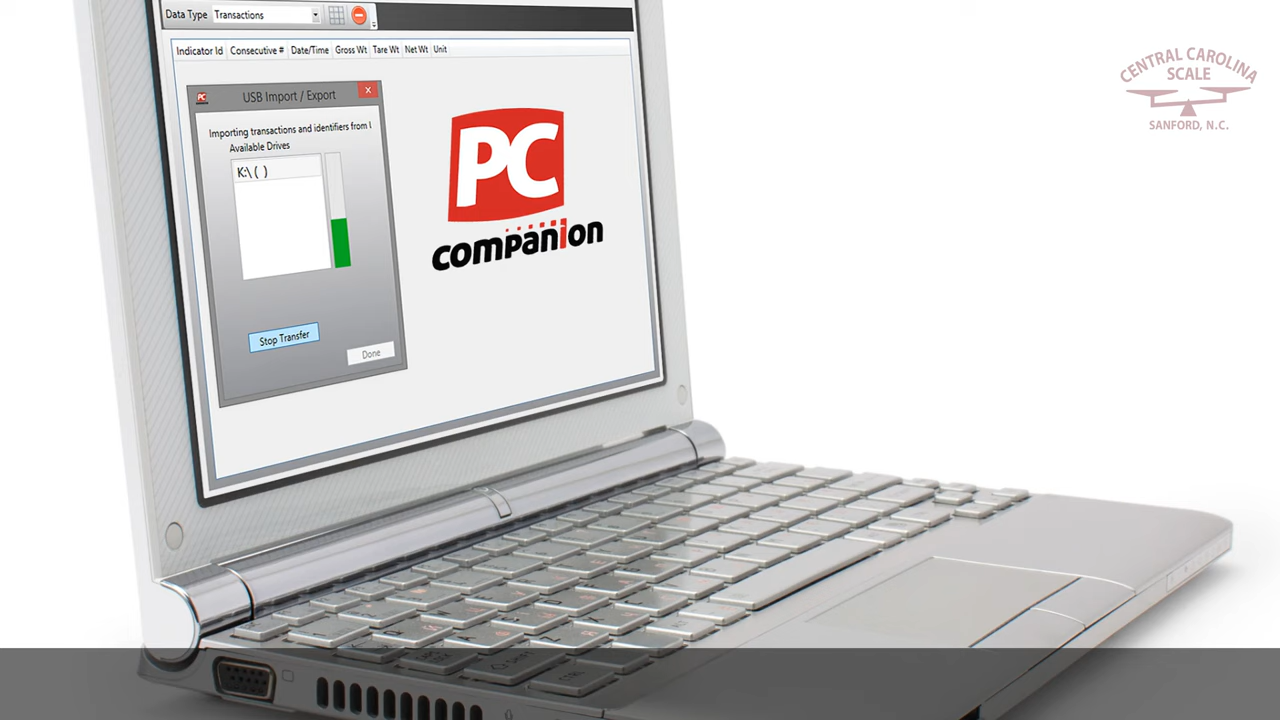 Data Type Transactions
Indicator Id Consecutive # Date/Time Gross Wt Tare Wt Net Wt Unit
PC USB Import / Export
Importing transactions and identifiers from
Available Drives
K:\ ( )
Stop Transfer
Done
PC
companion
CENTRAL CAROLINA
SCALE
SANFORD, N.C.